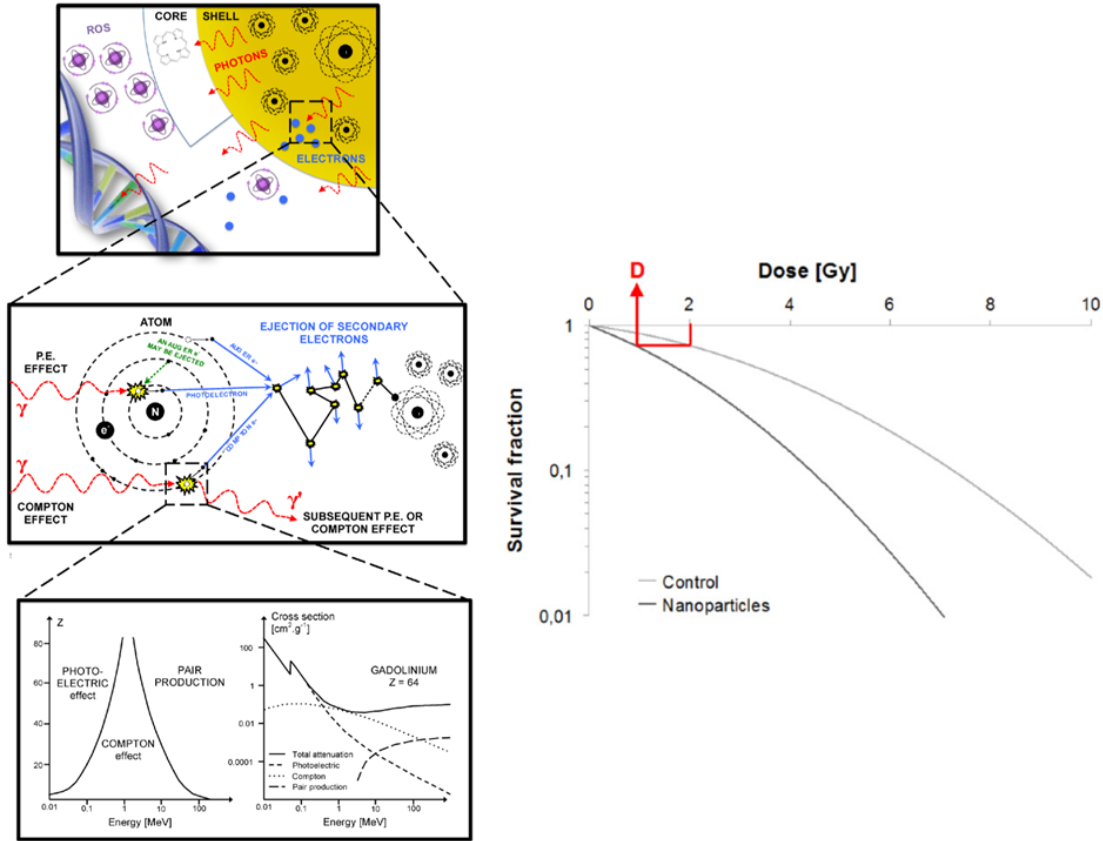 ROS
CORE
SHELL
PHOTONS
ELECTRONS
ATOM
P.E.
EFFECT
AN AUGER e-
MAY BE EJECTED
AUGER e-
EJECTION OF SECONDARY
ELECTRONS
γ
PHOTOELECTRON
N
e-
COMPTON e-
γ
COMPTON
EFFECT
γ'
SUBSEQUENT P.E. OR
COMPTON EFFECT
Z
80
60
40
20
PHOTO-
ELECTRIC
effect
PAIR
PRODUCTION
COMPTON
effect
0.01
0.1
1
10
100
Energy [MeV]
Cross section
[cm².g⁻¹]
100
1
0.01
0.0001
GADOLINIUM
Z = 64
Total attenuation
Photoelectric
Compton
Pair production
0.01
0.1
1
10
100
Energy [MeV]
D
Dose [Gy]
0
2
4
6
8
10
Survival fraction
1
0,1
0,01
Control
Nanoparticles